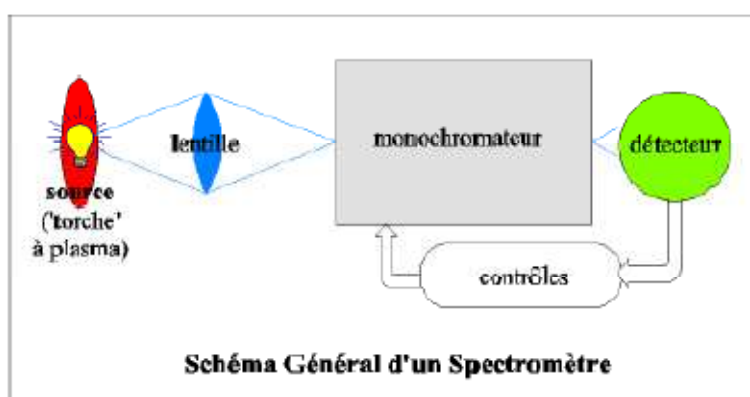 source
('torche'
à plasma)
lentille
monochromateur
détecteur
contrôles
Schéma Général d'un Spectromètre